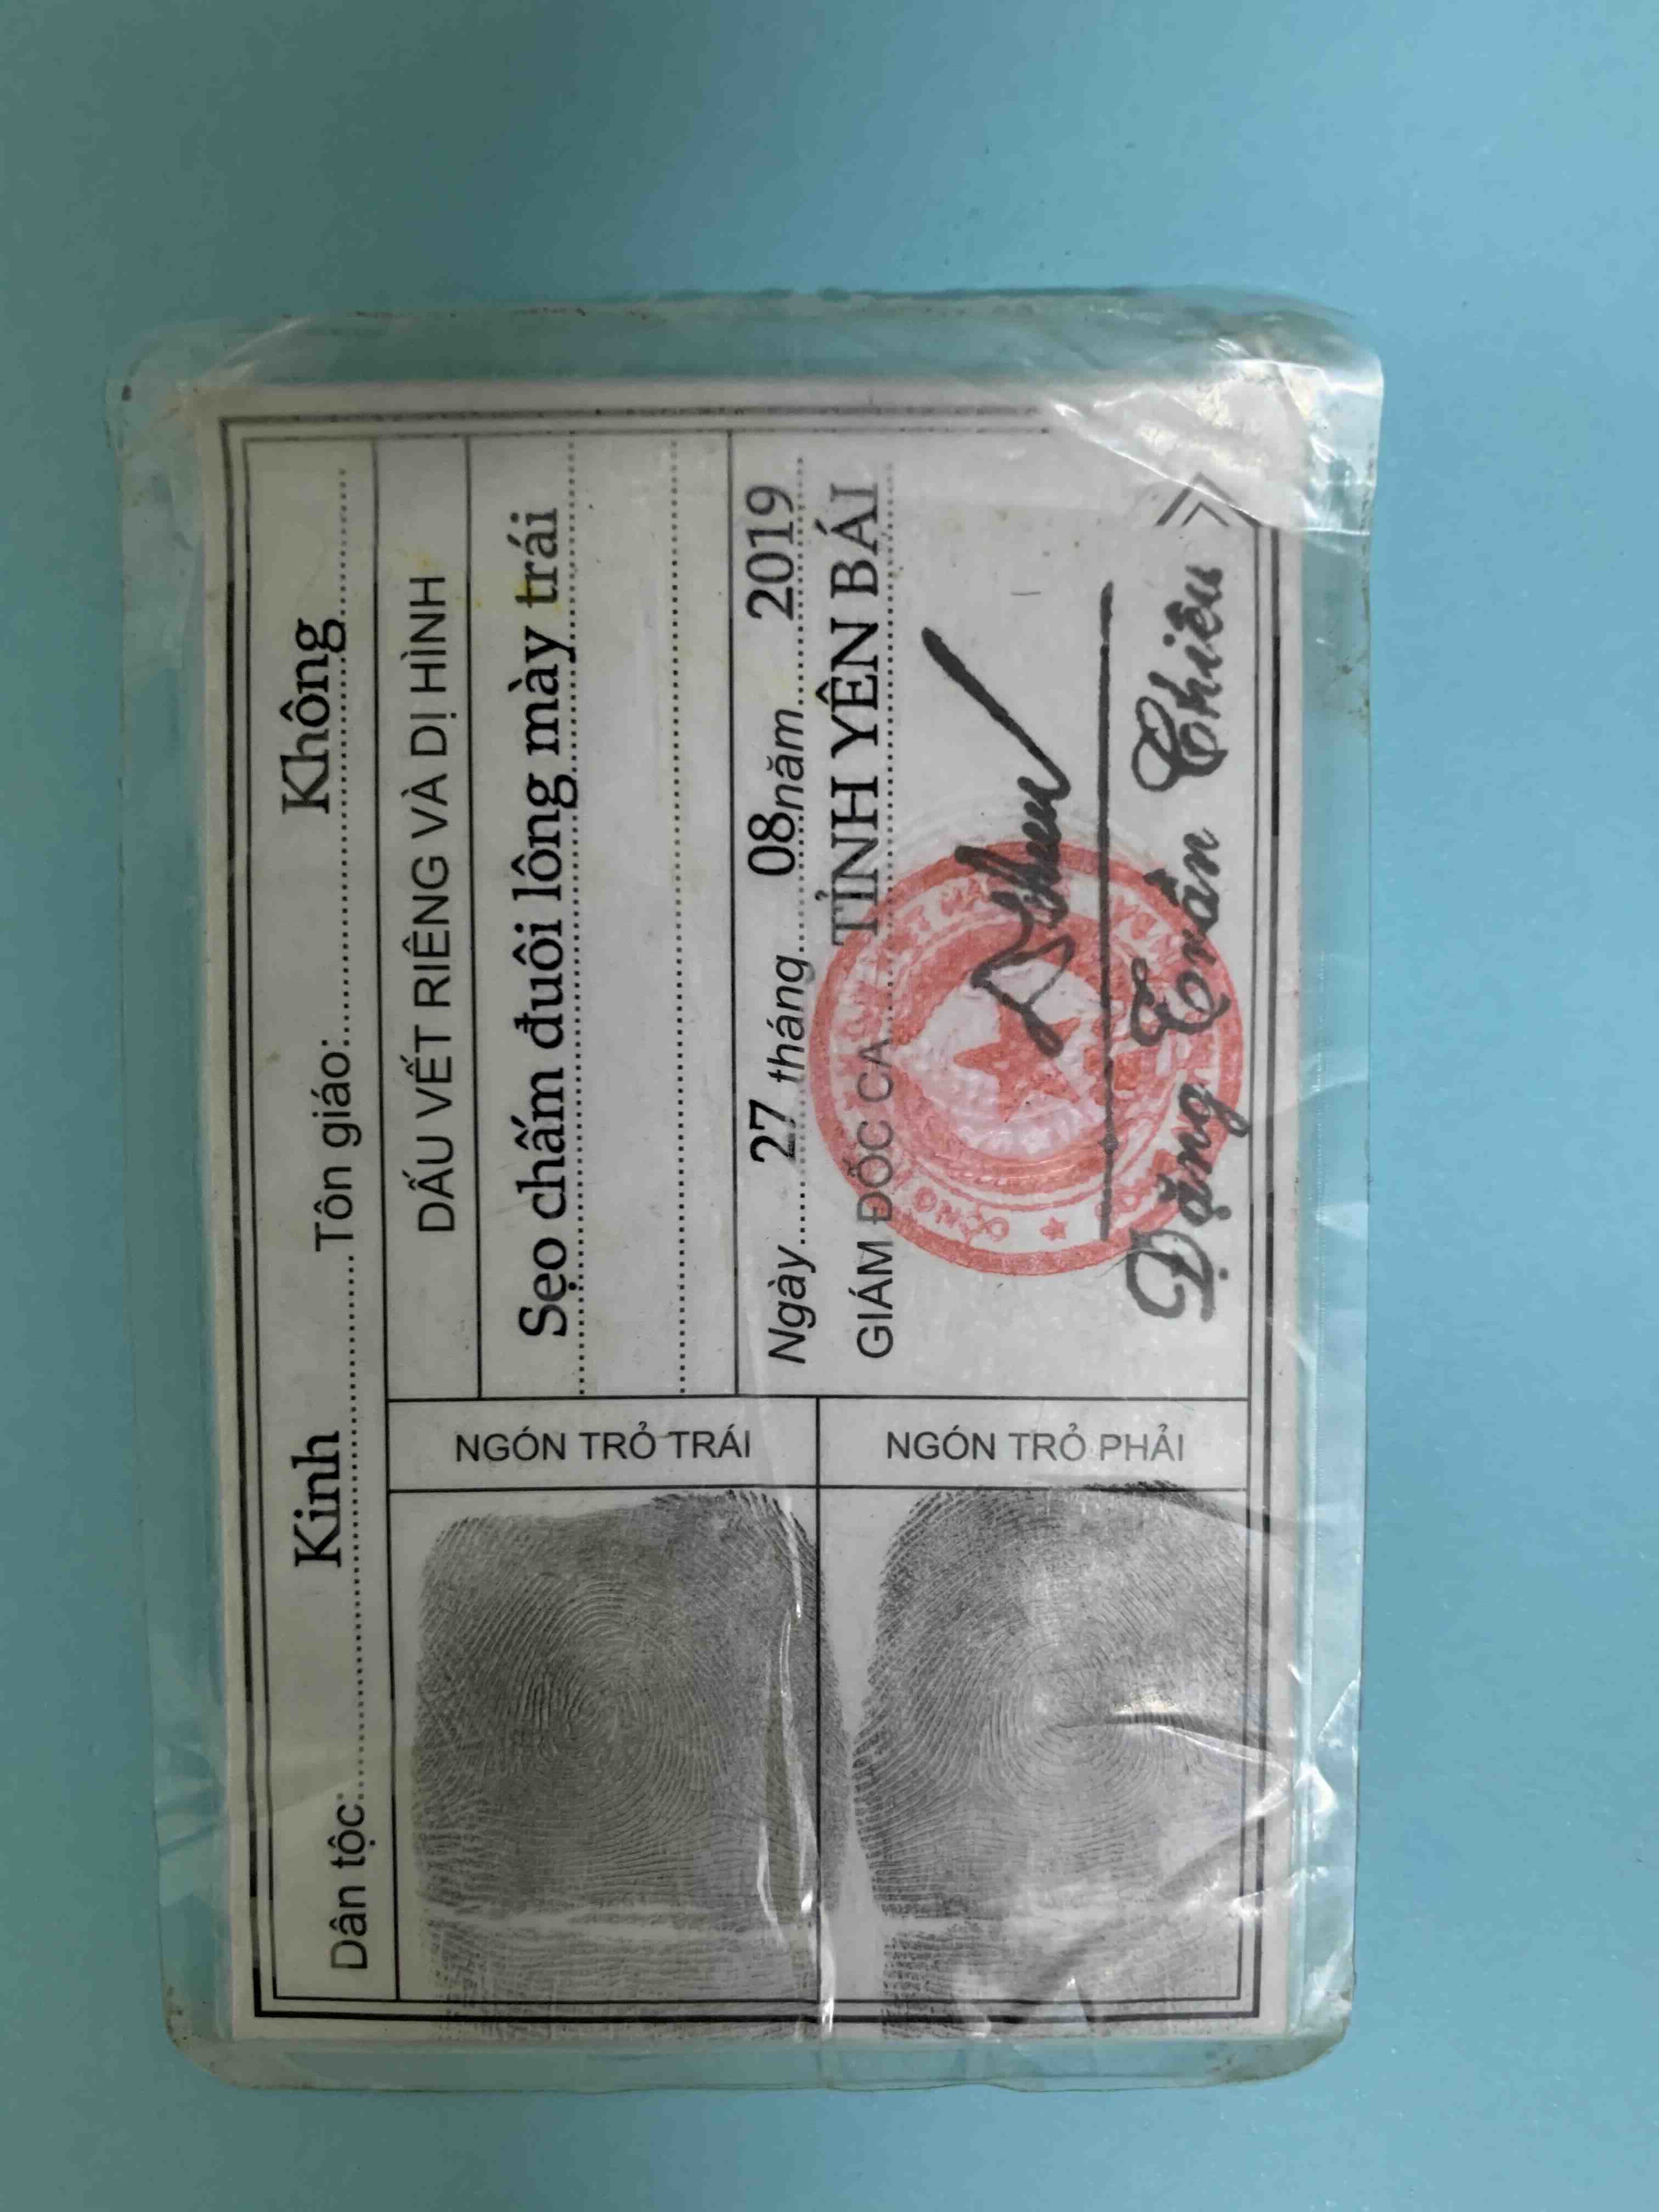 Dân tộc: Kinh Tôn giáo: Không
DẤU VẾT RIÊNG VÀ DỊ HÌNH
Sẹo chấm đuôi lông mày trái
Ngày 27 tháng 08 năm 2019
GIÁM ĐỐC CA TỈNH YÊN BÁI
Đặng Trần Chiêu
NGÓN TRỎ TRÁI
NGÓN TRỎ PHẢI